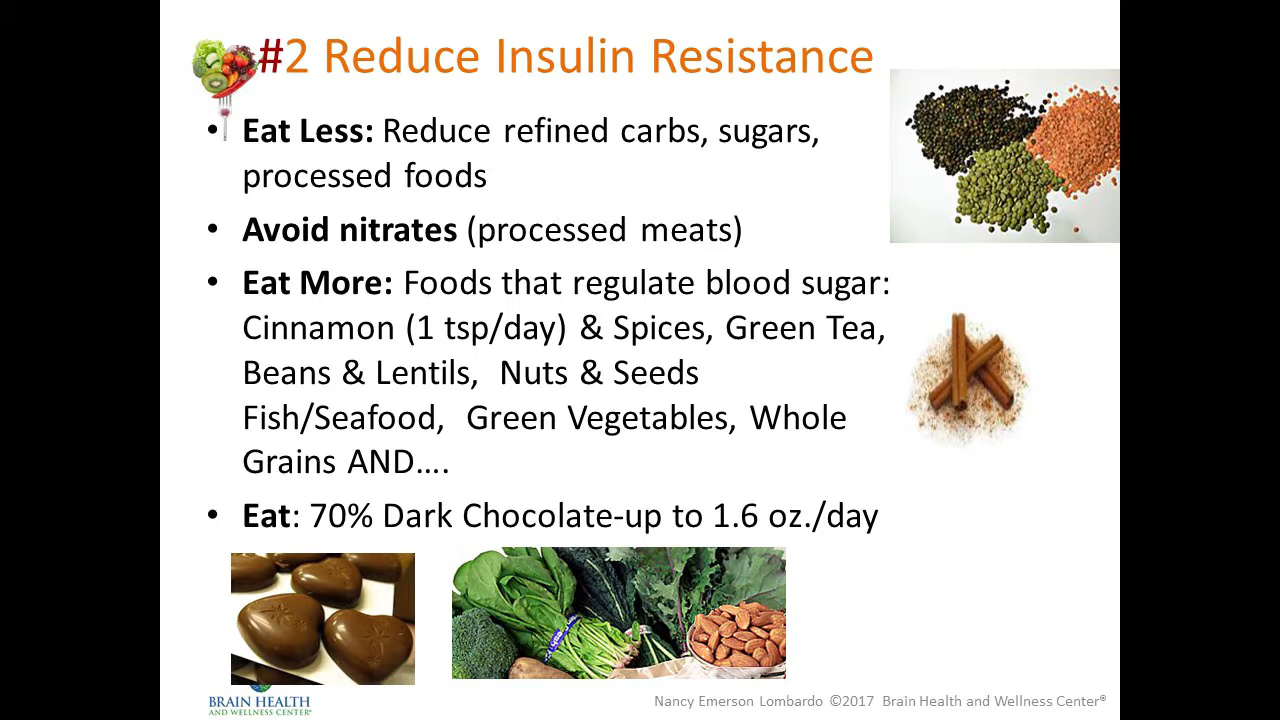 #2 Reduce Insulin Resistance
• Eat Less: Reduce refined carbs, sugars,
processed foods
• Avoid nitrates (processed meats)
• Eat More: Foods that regulate blood sugar:
Cinnamon (1 tsp/day) & Spices, Green Tea,
Beans & Lentils, Nuts & Seeds
Fish/Seafood, Green Vegetables, Whole
Grains AND….
• Eat: 70% Dark Chocolate-up to 1.6 oz./day
BRAIN HEALTH
AND WELLNESS CENTER®
Nancy Emerson Lombardo ©2017 Brain Health and Wellness Center®